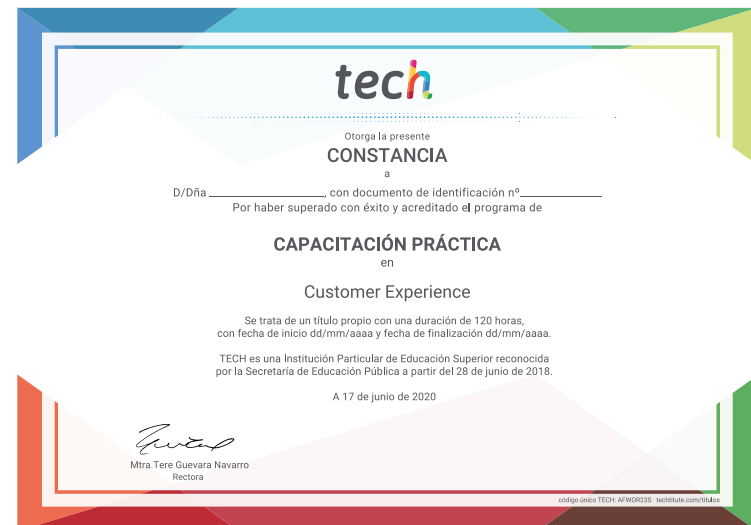 tech
Otorga la presente
CONSTANCIA
a
D/Dña ____________________, con documento de identificación nº______________
Por haber superado con éxito y acreditado el programa de
CAPACITACIÓN PRÁCTICA
en
Customer Experience
Se trata de un título propio con una duración de 120 horas,
con fecha de inicio dd/mm/aaaa y fecha de finalización dd/mm/aaaa.
TECH es una Institución Particular de Educación Superior reconocida
por la Secretaría de Educación Pública a partir del 28 de junio de 2018.
A 17 de junio de 2020
Mtra.Tere Guevara Navarro
Rectora
código único TECH: AFWOR23S techtitute.com/titulos